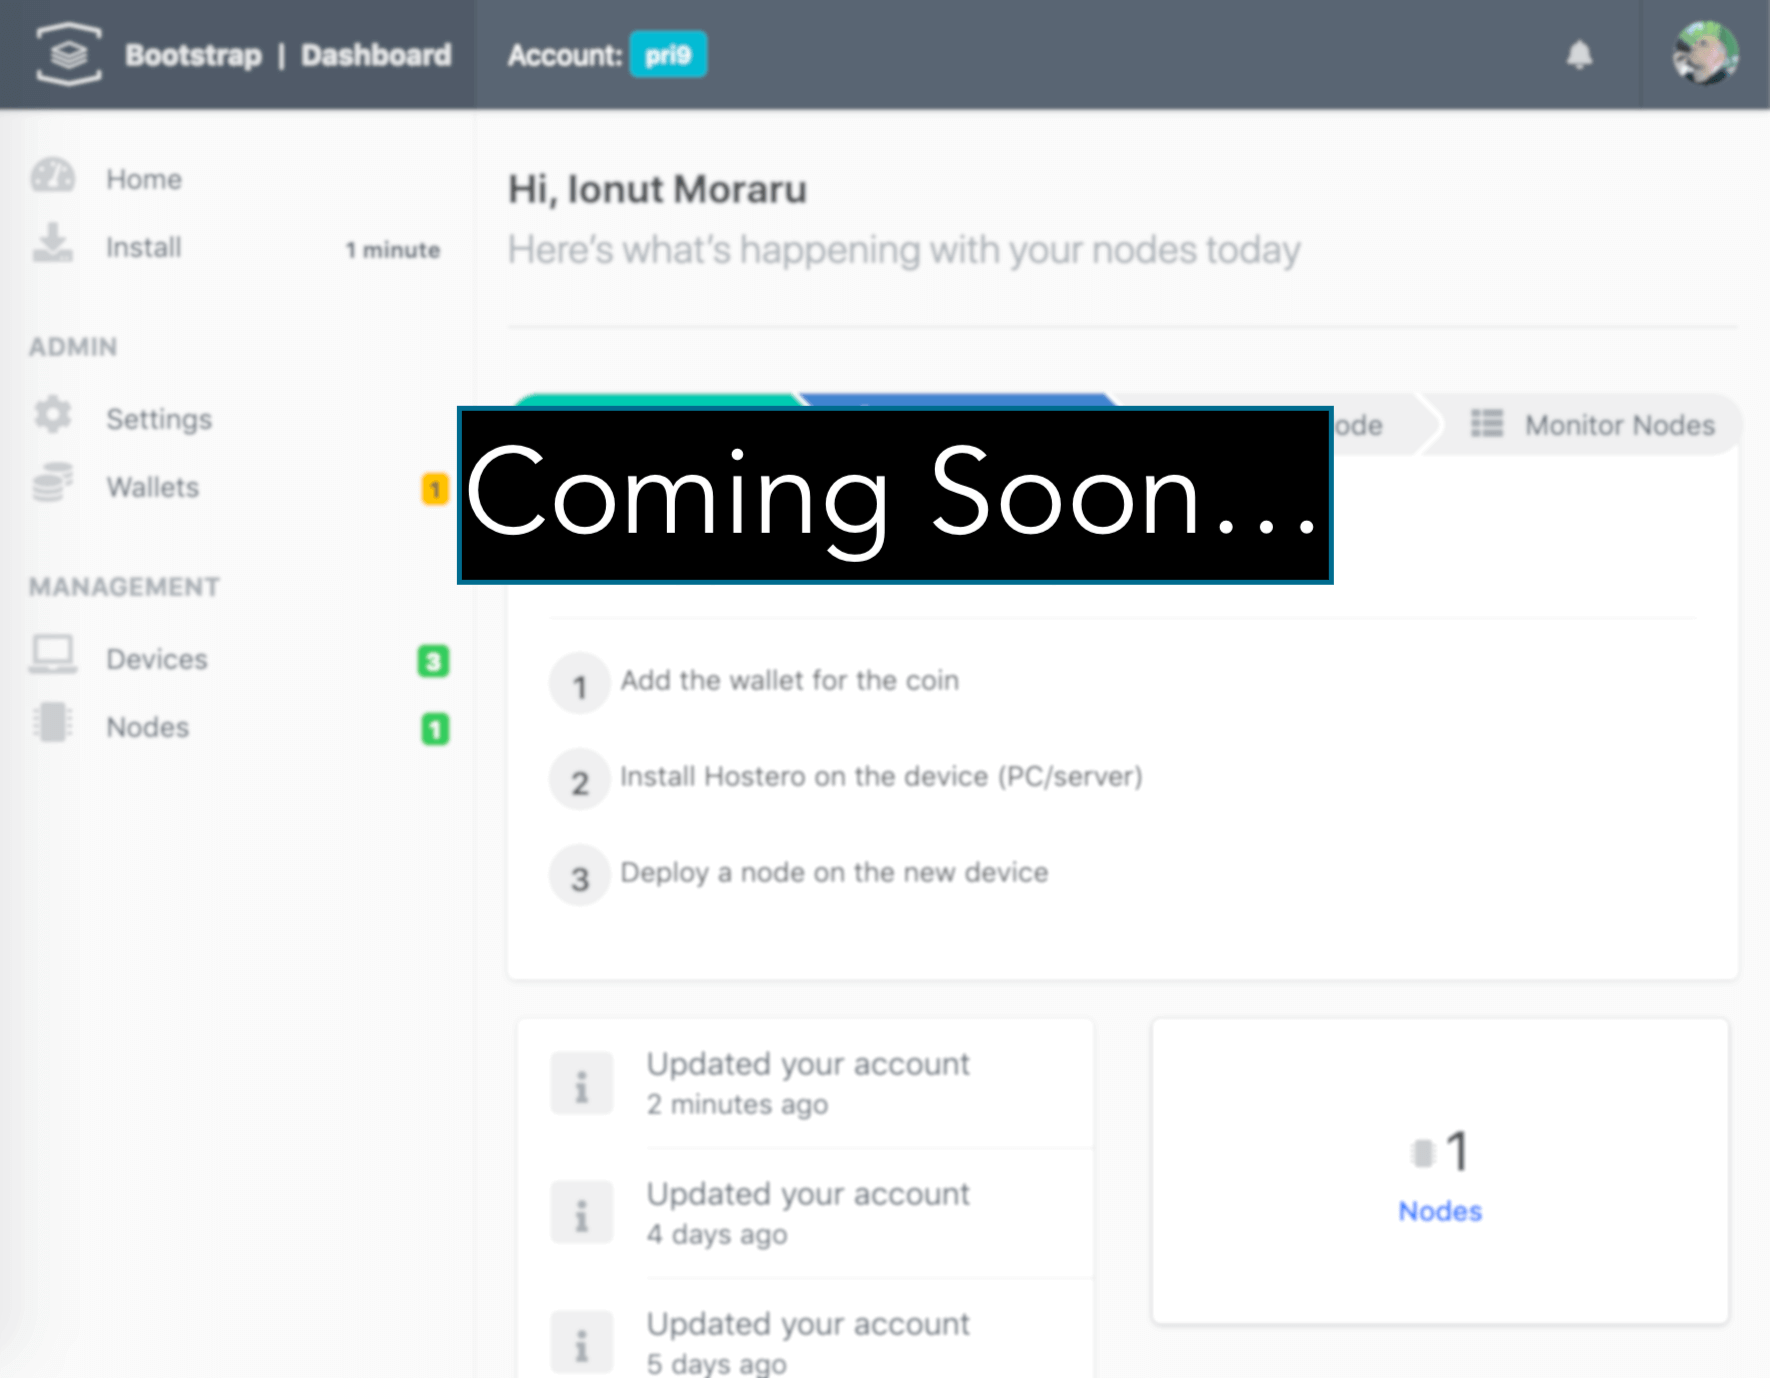 Bootstrap | Dashboard
Account: pri9
Home
Install 1 minute
ADMIN
Settings
Wallets 1
MANAGEMENT
Devices 3
Nodes 1
Hi, Ionut Moraru
Here's what's happening with your nodes today
ode Monitor Nodes
Coming Soon...
1 Add the wallet for the coin
2 Install Hostero on the device (PC/server)
3 Deploy a node on the new device
Updated your account
2 minutes ago
Updated your account
4 days ago
Updated your account
5 days ago
1
Nodes